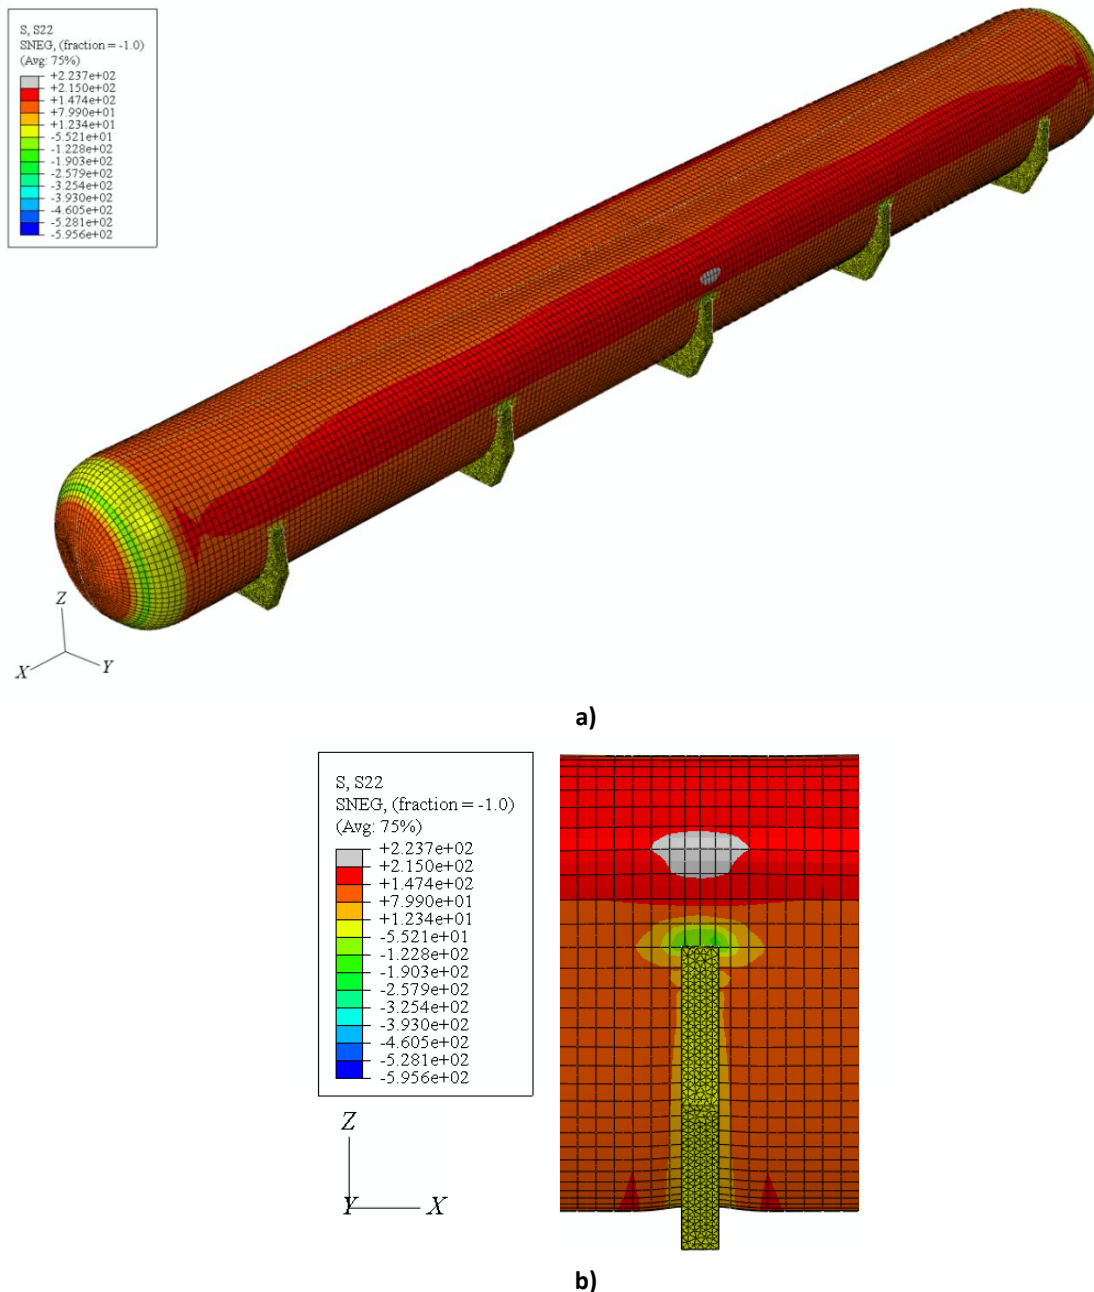 S, S22
SNEG, (fraction = -1.0)
(Avg: 75%)
+2.237e+02
+2.150e+02
+1.474e+02
+7.990e+01
+1.234e+01
-5.521e+01
-1.228e+02
-1.903e+02
-2.579e+02
-3.254e+02
-3.930e+02
-4.605e+02
-5.281e+02
-5.956e+02
Z
X
Y
a)
S, S22
SNEG, (fraction = -1.0)
(Avg: 75%)
+2.237e+02
+2.150e+02
+1.474e+02
+7.990e+01
+1.234e+01
-5.521e+01
-1.228e+02
-1.903e+02
-2.579e+02
-3.254e+02
-3.930e+02
-4.605e+02
-5.281e+02
-5.956e+02
Z
Y
X
b)